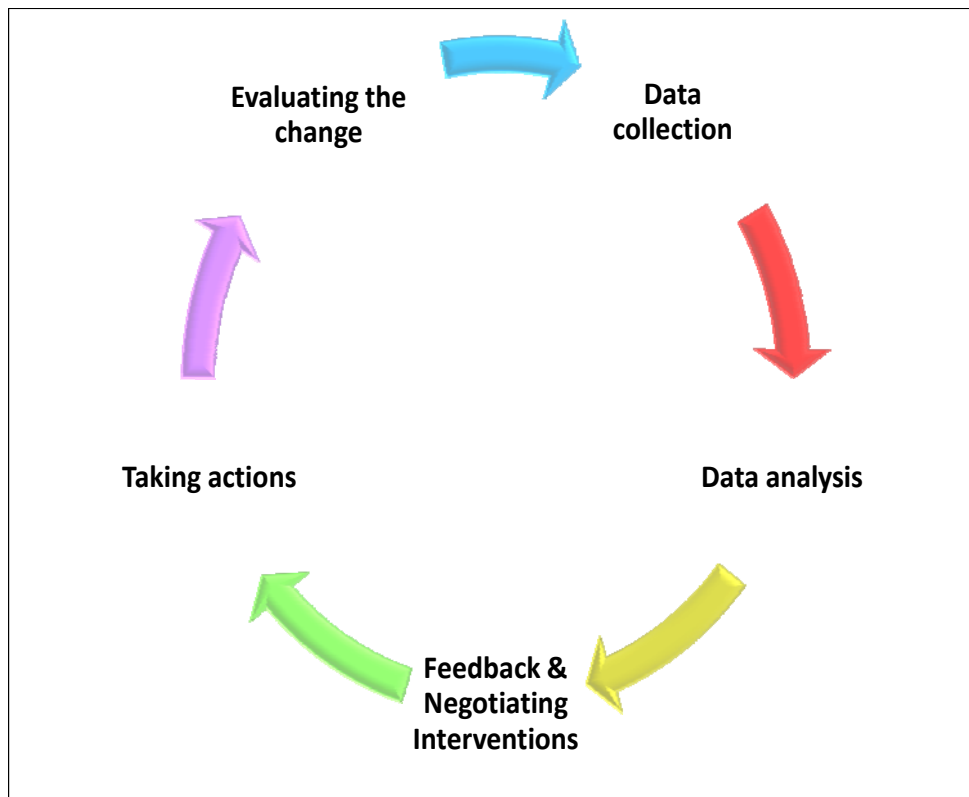 Evaluating the
change
Data
collection
Data analysis
Feedback &
Negotiating
Interventions
Taking actions